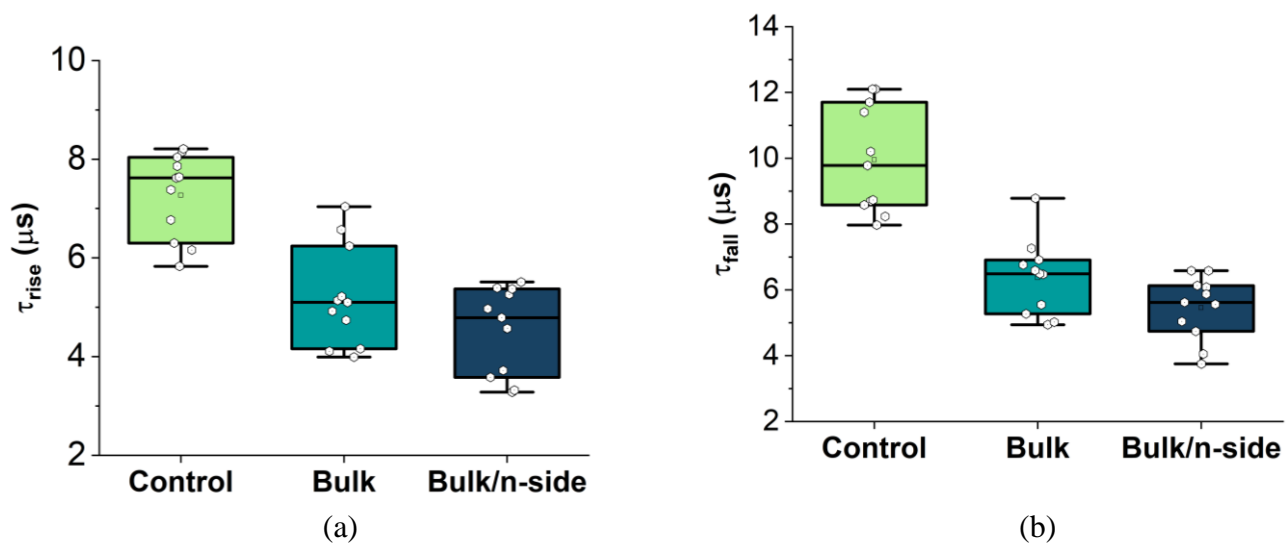 10
8
6
4
2
τrise (μs)
Control Bulk Bulk/n-side
(a)
14
12
10
8
6
4
2
τfall (μs)
Control Bulk Bulk/n-side
(b)